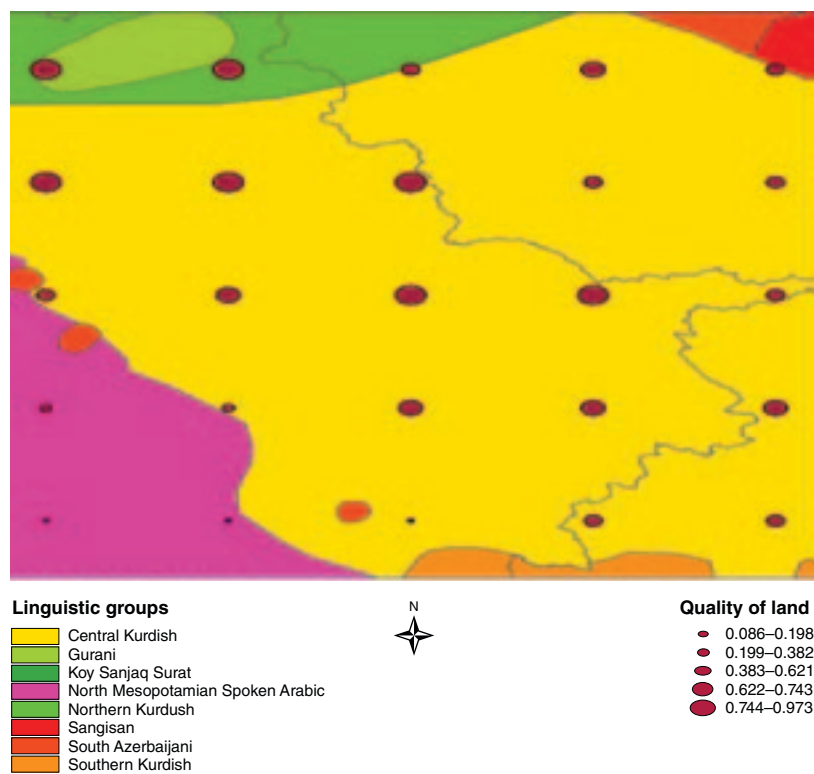 Linguistic groups
Central Kurdish
Gurani
Koy Sanjaq Surat
North Mesopotamian Spoken Arabic
Northern Kurdush
Sangisan
South Azerbaijani
Southern Kurdish
N
Quality of land
0.086–0.198
0.199–0.382
0.383–0.621
0.622–0.743
0.744–0.973